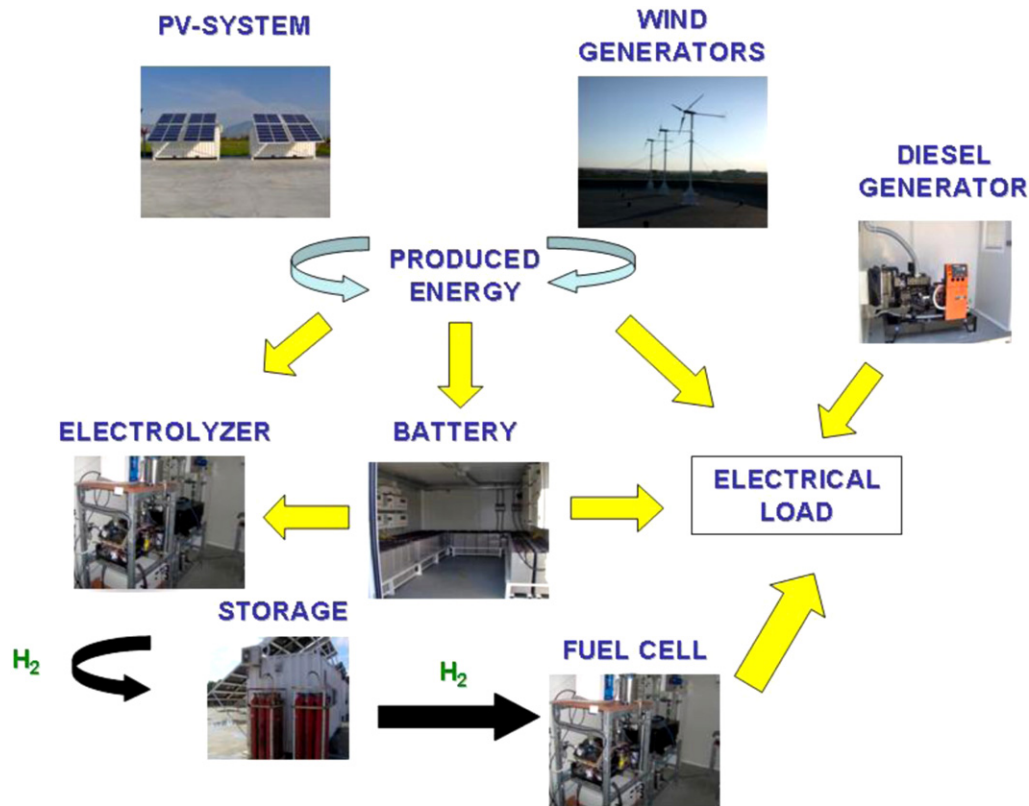 PV-SYSTEM
WIND
GENERATORS
DIESEL
GENERATOR
PRODUCED
ENERGY
ELECTROLYZER
BATTERY
ELECTRICAL
LOAD
STORAGE
H₂
H₂
FUEL CELL